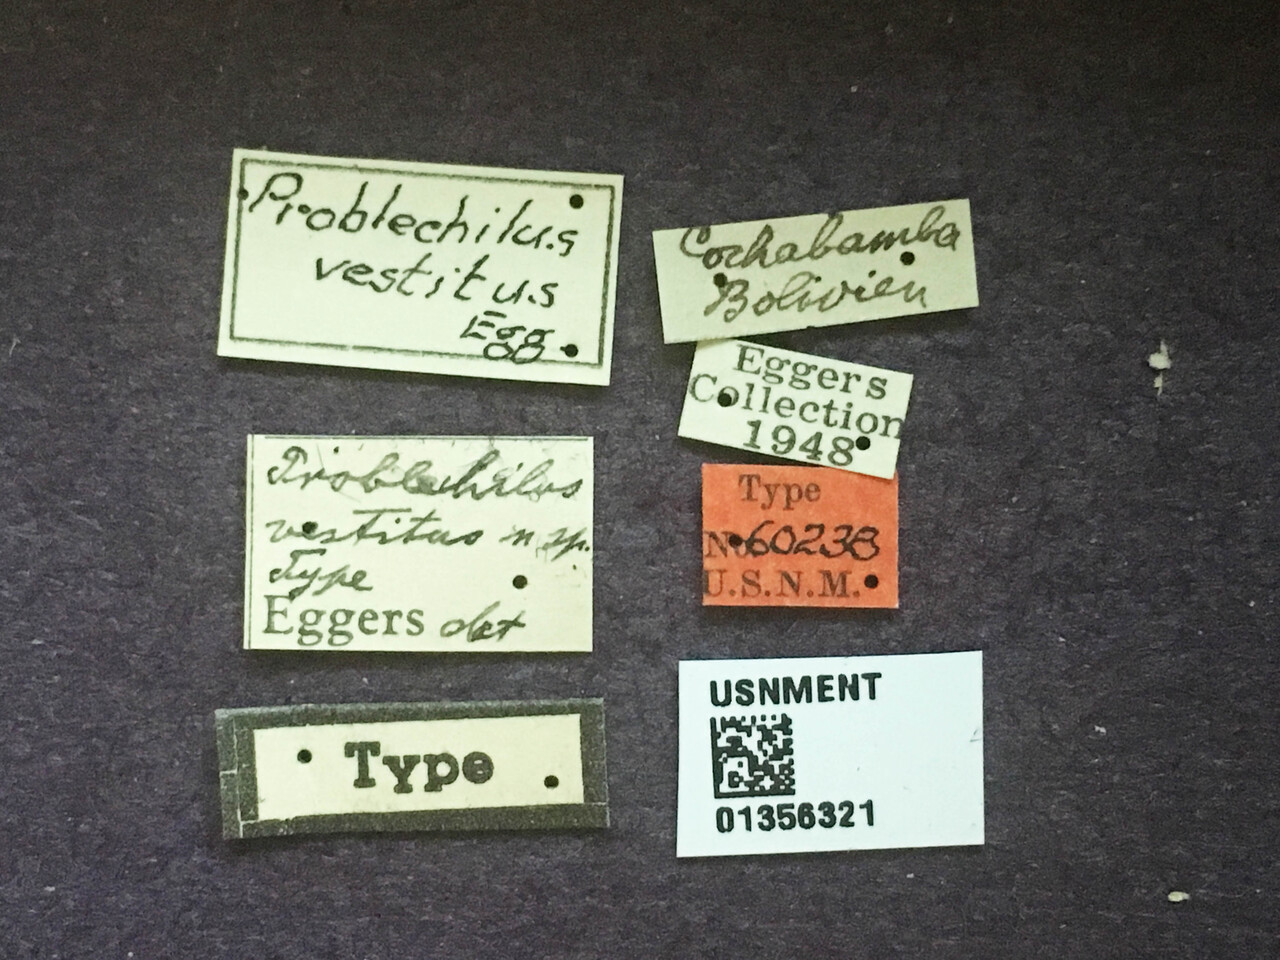 Problechilus
vestitus
Egg.
Problechilus
vestitus n. sp.
Type
Eggers det
Type
Cochabamba
Bolivien
Eggers
Collection
1948
Type
No 60238
U.S.N.M.
USNMENT
01356321